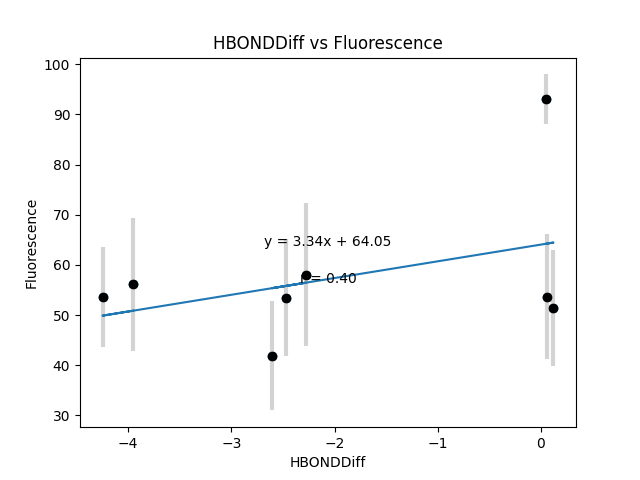 HBONDDiff vs Fluorescence
100
90
80
70
60
50
40
30
Fluorescence
y = 3.34x + 64.05
r = 0.40
−4
−3
−2
−1
0
HBONDDiff